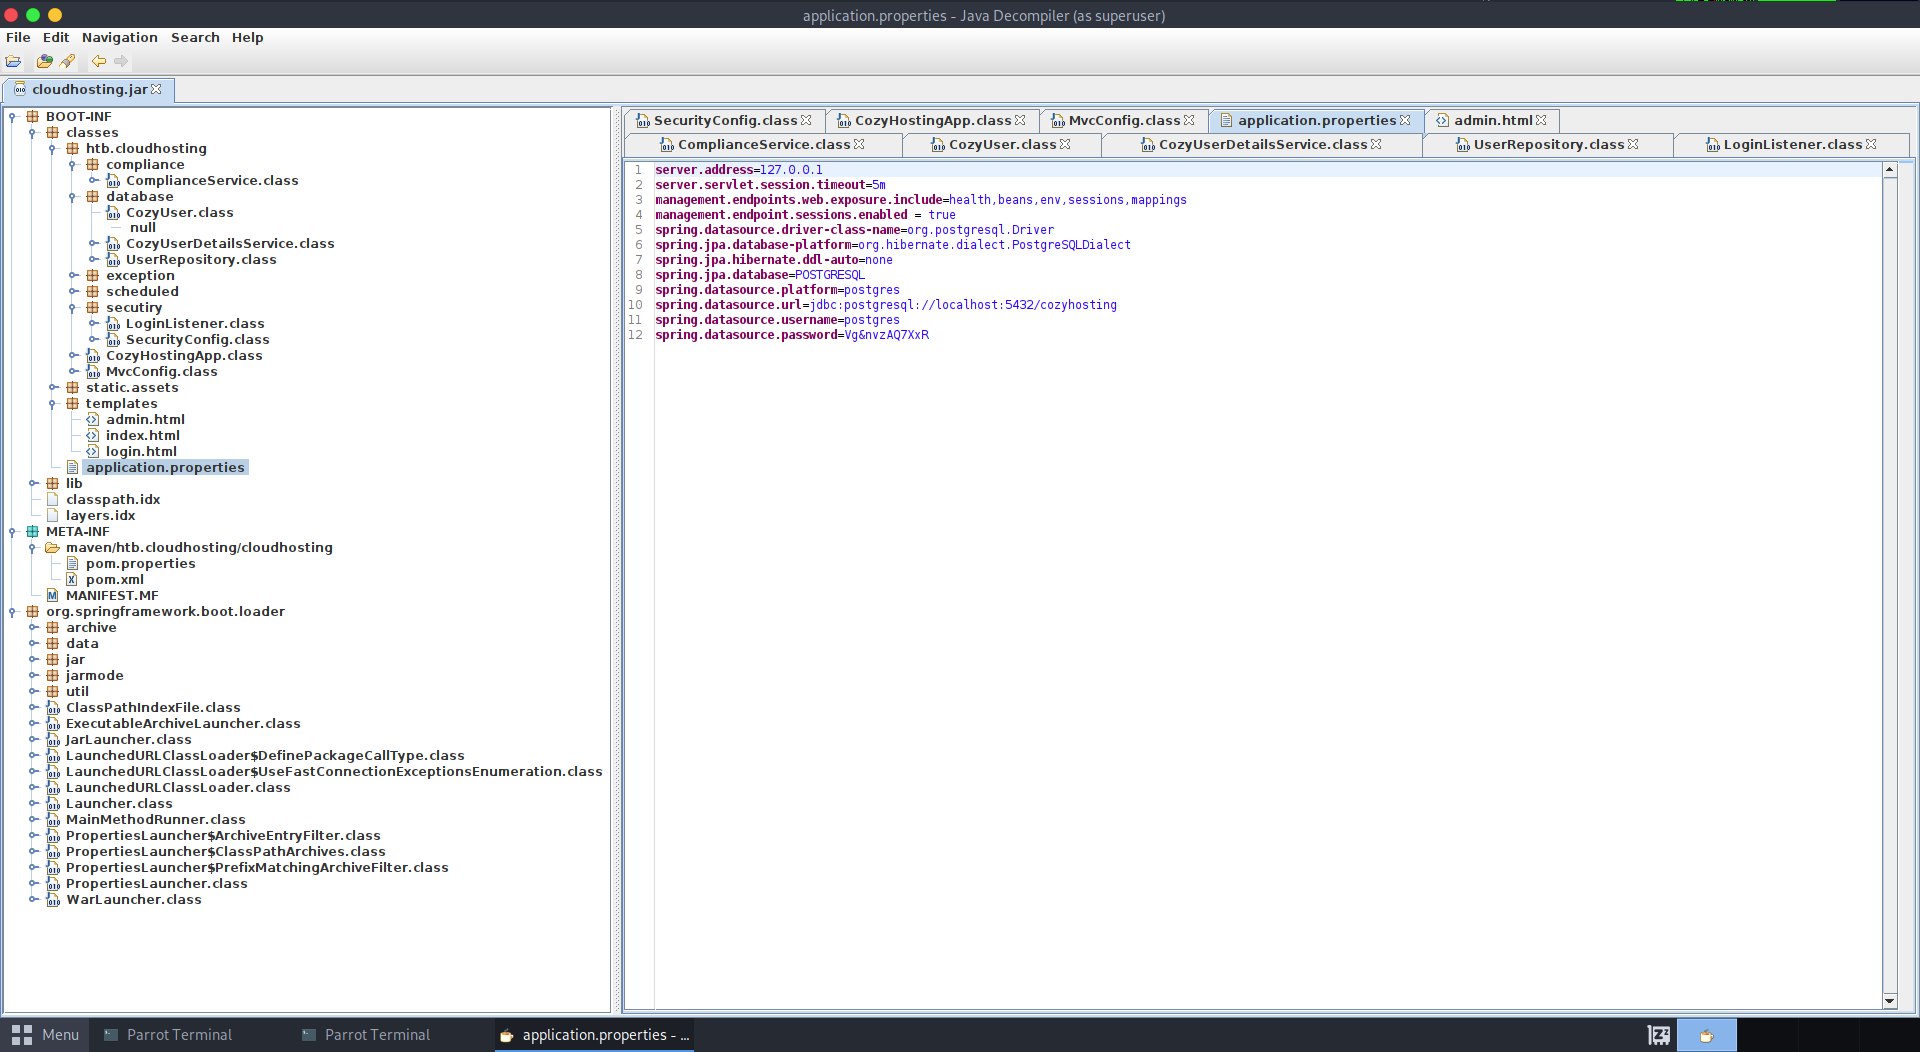 application.properties - Java Decompiler (as superuser)
File Edit Navigation Search Help
cloudhosting.jar
BOOT-INF
classes
htb.cloudhosting
compliance
ComplianceService.class
database
CozyUser.class
null
CozyUserDetailsService.class
UserRepository.class
exception
scheduled
secutiry
LoginListener.class
SecurityConfig.class
CozyHostingApp.class
MvcConfig.class
static.assets
templates
admin.html
index.html
login.html
application.properties
lib
classpath.idx
layers.idx
META-INF
maven/htb.cloudhosting/cloudhosting
pom.properties
pom.xml
MANIFEST.MF
org.springframework.boot.loader
archive
data
jar
jarmode
util
ClassPathIndexFile.class
ExecutableArchiveLauncher.class
JarLauncher.class
LaunchedURLClassLoader$DefinePackageCallType.class
LaunchedURLClassLoader$UseFastConnectionExceptionsEnumeration.class
LaunchedURLClassLoader.class
Launcher.class
MainMethodRunner.class
PropertiesLauncher$ArchiveEntryFilter.class
PropertiesLauncher$ClassPathArchives.class
PropertiesLauncher$PrefixMatchingArchiveFilter.class
PropertiesLauncher.class
WarLauncher.class
SecurityConfig.class CozyHostingApp.class MvcConfig.class application.properties admin.html
ComplianceService.class CozyUser.class CozyUserDetailsService.class UserRepository.class LoginListener.class
1 server.address=127.0.0.1
2 server.servlet.session.timeout=5m
3 management.endpoints.web.exposure.include=health,beans,env,sessions,mappings
4 management.endpoint.sessions.enabled = true
5 spring.datasource.driver-class-name=org.postgresql.Driver
6 spring.jpa.database-platform=org.hibernate.dialect.PostgreSQLDialect
7 spring.jpa.hibernate.ddl-auto=none
8 spring.jpa.database=POSTGRESQL
9 spring.datasource.platform=postgres
10 spring.datasource.url=jdbc:postgresql://localhost:5432/cozyhosting
11 spring.datasource.username=postgres
12 spring.datasource.password=Vg&nvzAQ7XxR
Menu Parrot Terminal Parrot Terminal application.properties - ...